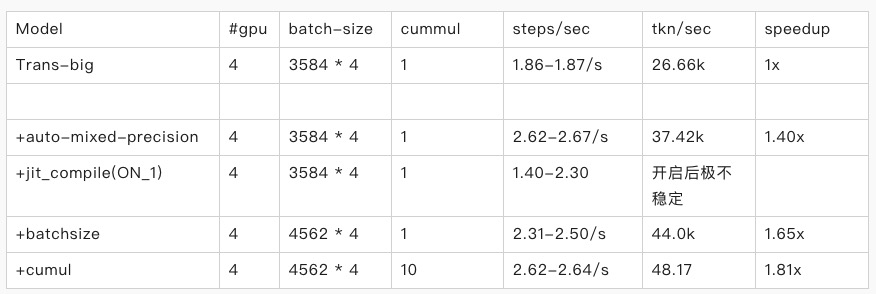 Model #gpu batch-size cummul steps/sec tkn/sec speedup
Trans-big 4 3584 * 4 1 1.86-1.87/s 26.66k 1x
+auto-mixed-precision 4 3584 * 4 1 2.62-2.67/s 37.42k 1.40x
+jit_compile(ON_1) 4 3584 * 4 1 1.40-2.30 开启后极不
稳定
+batchsize 4 4562 * 4 1 2.31-2.50/s 44.0k 1.65x
+cumul 4 4562 * 4 10 2.62-2.64/s 48.17 1.81x